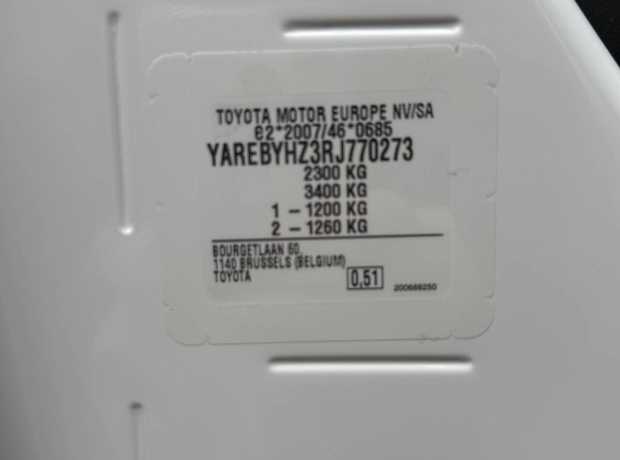 TOYOTA MOTOR EUROPE NV/SA
e2*2007/46*0685
YAREBYHZ3RJ770273
2300 KG
3400 KG
1 – 1200 KG
2 – 1260 KG
BOURGETLAAN 60
1140 BRUSSELS (BELGIUM)
TOYOTA
0,51
200689250